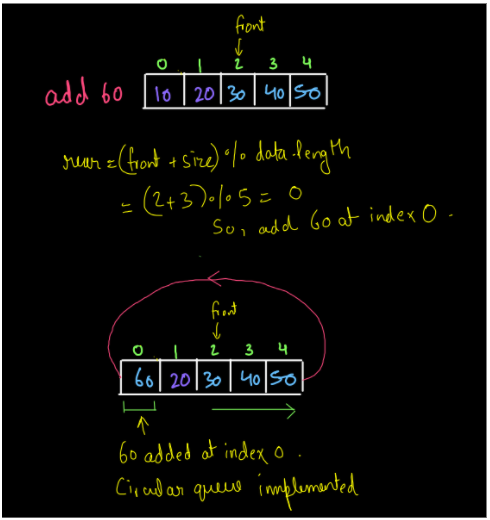 front
0 1 2 3 4
add 60 10 20 30 40 50
rear = (front + size) % data.length
= (2+3) % 5 = 0
So, add 60 at index 0.
front
0 1 2 3 4
60 20 30 40 50
60 added at index 0.
Circular queue implemented